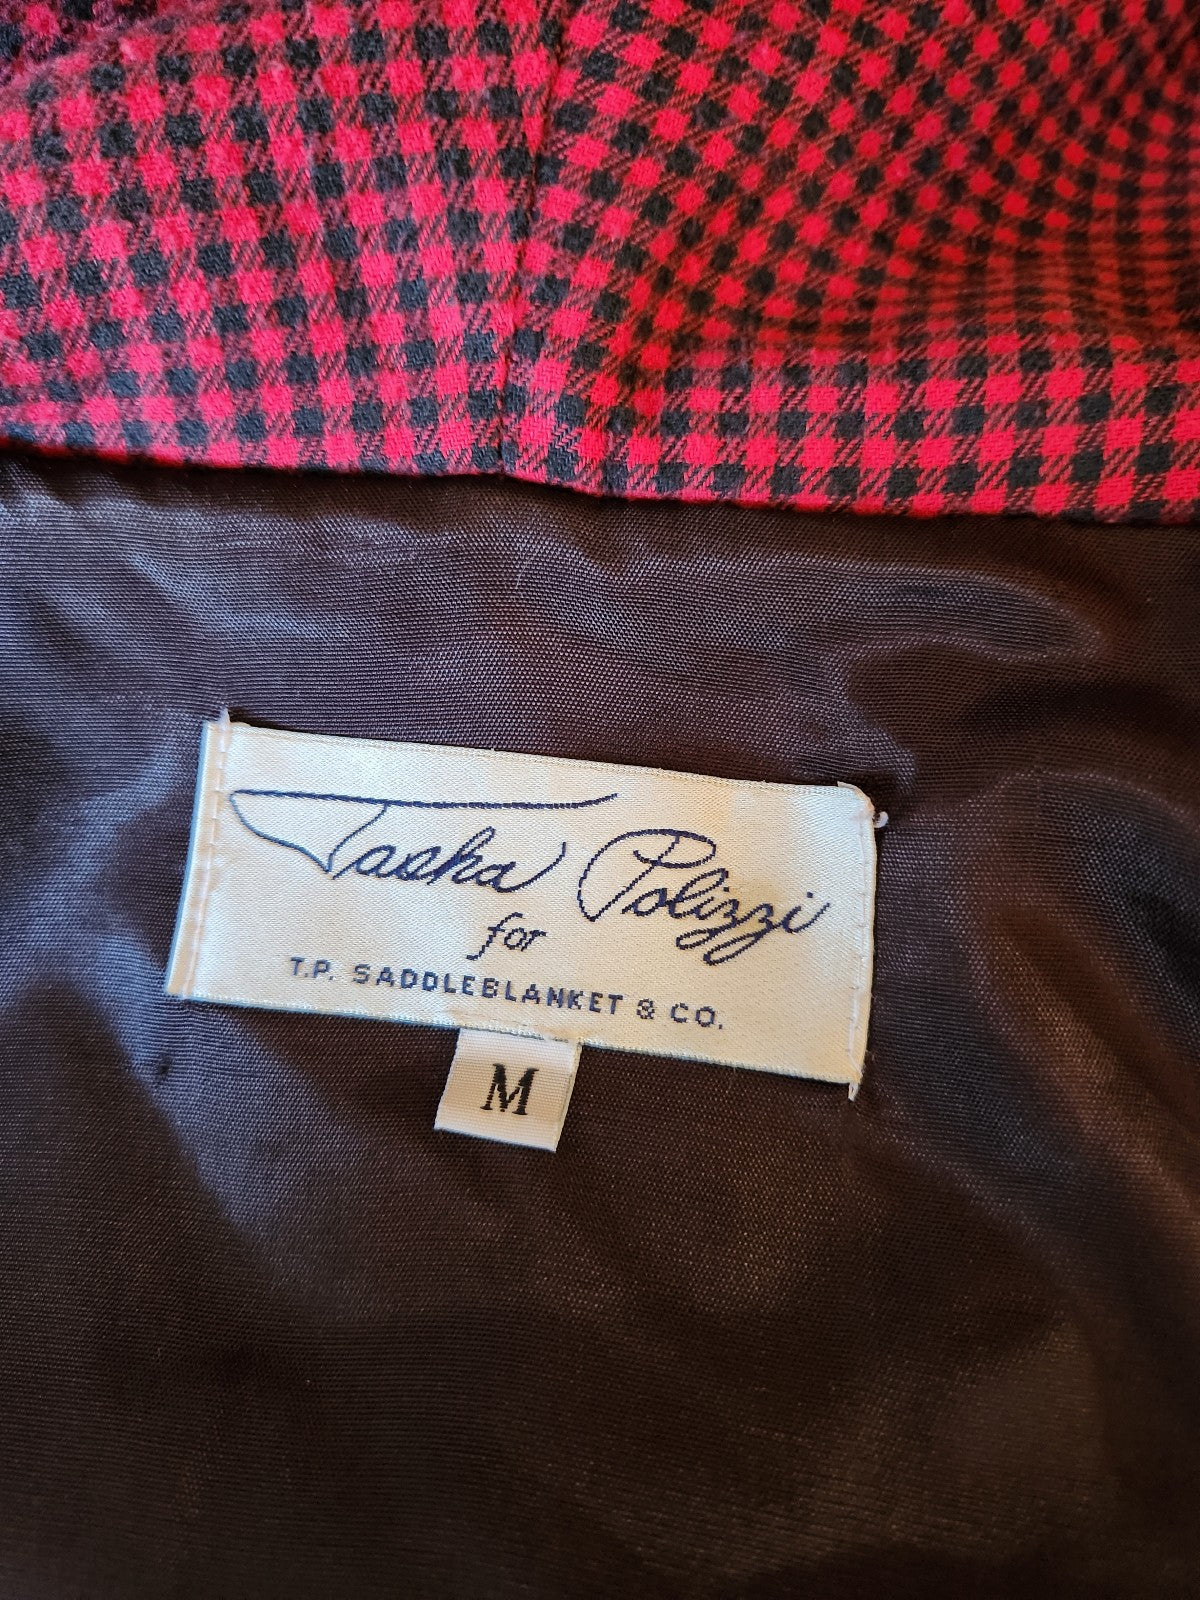 Tasha Polizzi
for
T.P. SADDLEBLANKET & CO.
M